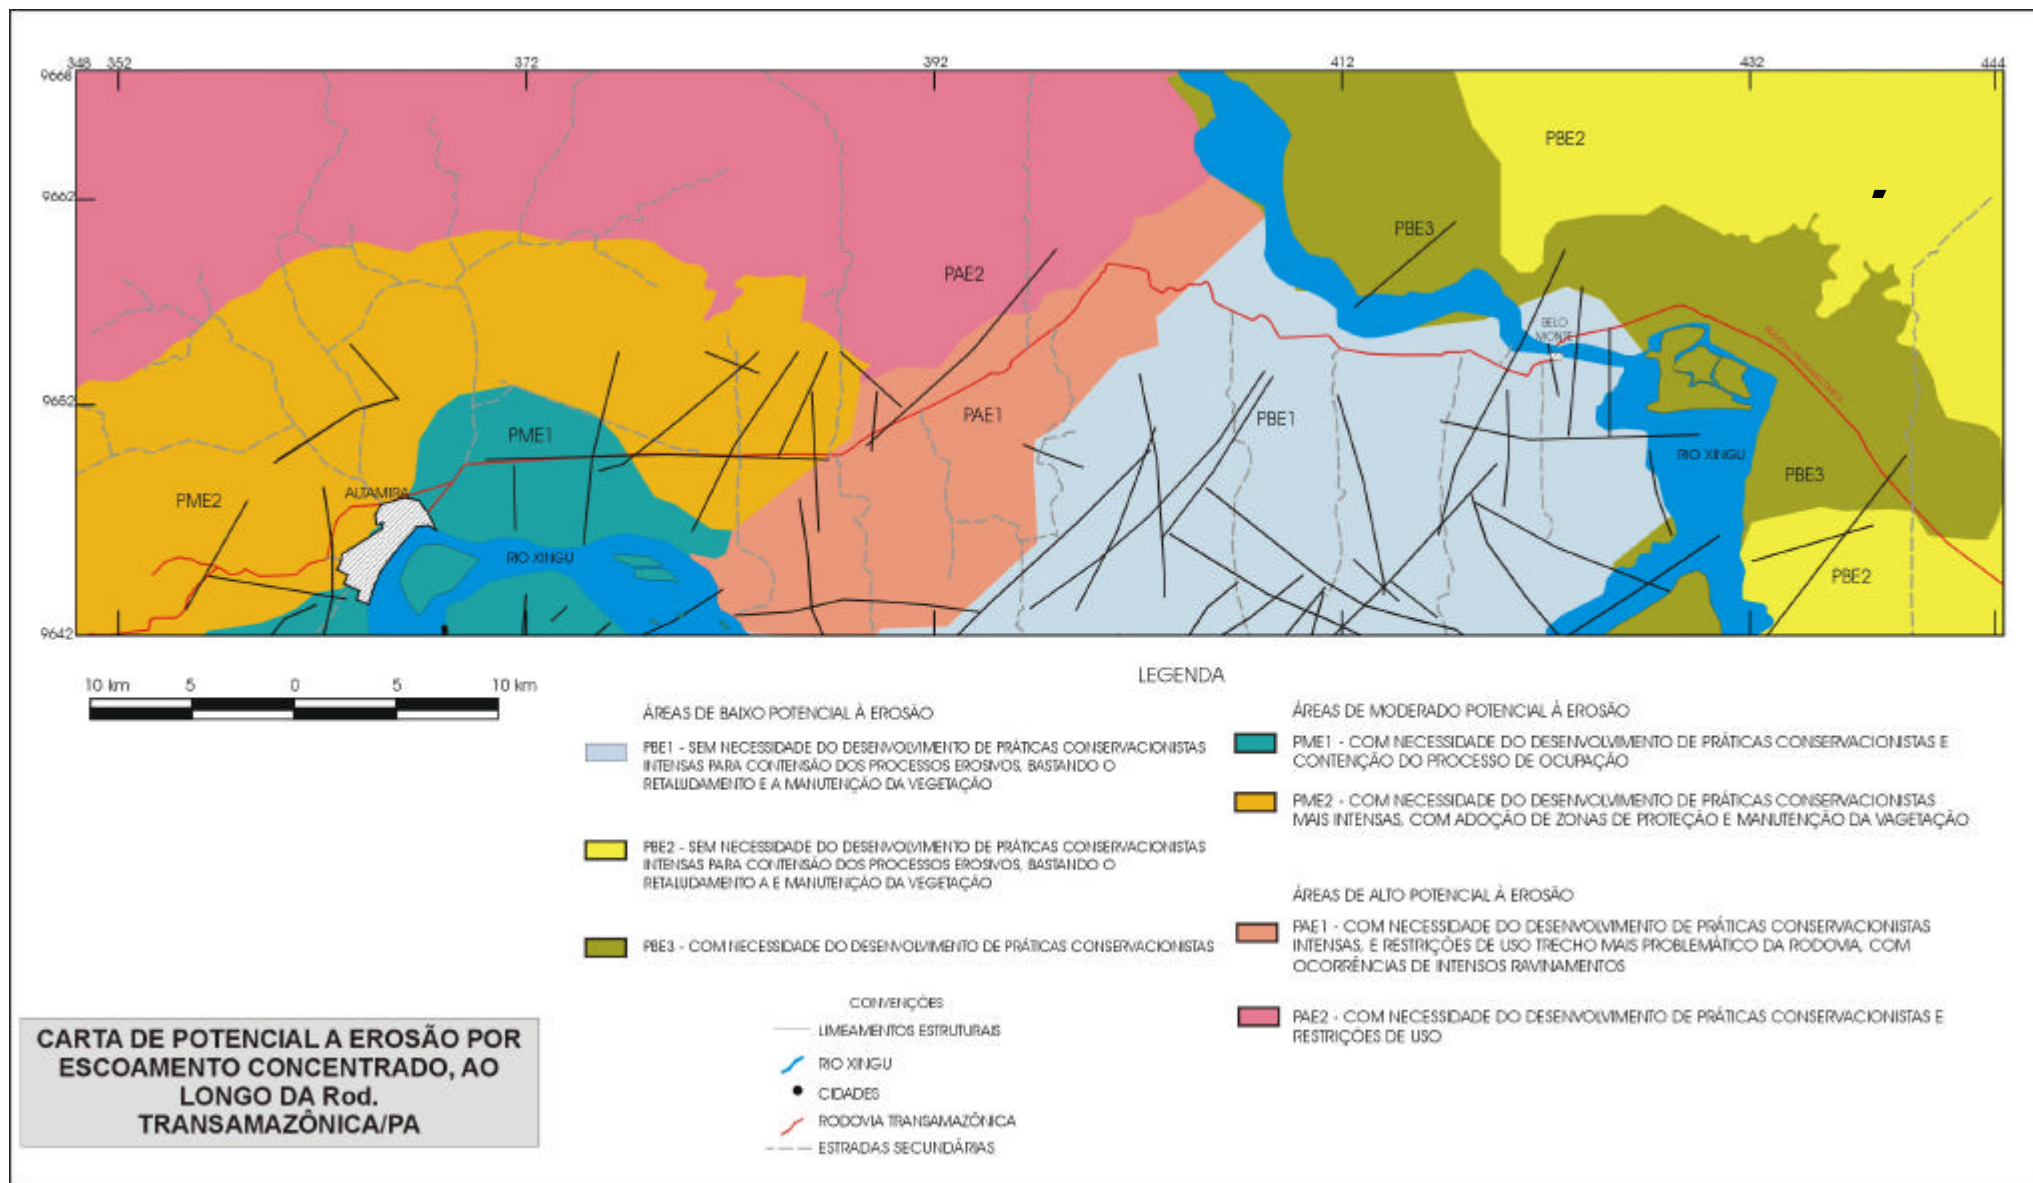 348 352 372 392 412 432 444
9668
9662
9652
9642
PBE2
PBE3
PAE2
BELO
MONTE
PAE1
PBE1
PME1
RIO XINGU
PBE3
ALTAMIRA
PME2
RIO XINGU
PBE2
10 km 5 0 5 10 km
LEGENDA
ÁREAS DE BAIXO POTENCIAL À EROSÃO
PBE1 - SEM NECESSIDADE DO DESENVOLVIMENTO DE PRÁTICAS CONSERVACIONISTAS
INTENSAS PARA CONTENSÃO DOS PROCESSOS EROSIVOS, BASTANDO O
RETALUDAMENTO E A MANUTENÇÃO DA VEGETAÇÃO
PBE2 - SEM NECESSIDADE DO DESENVOLVIMENTO DE PRÁTICAS CONSERVACIONISTAS
INTENSAS PARA CONTENSÃO DOS PROCESSOS EROSIVOS, BASTANDO O
RETALUDAMENTO A E MANUTENÇÃO DA VEGETAÇÃO
PBE3 - COM NECESSIDADE DO DESENVOLVIMENTO DE PRÁTICAS CONSERVACIONISTAS
ÁREAS DE MODERADO POTENCIAL À EROSÃO
PME1 - COM NECESSIDADE DO DESENVOLVIMENTO DE PRÁTICAS CONSERVACIONISTAS E
CONTENÇÃO DO PROCESSO DE OCUPAÇÃO
PME2 - COM NECESSIDADE DO DESENVOLVIMENTO DE PRÁTICAS CONSERVACIONISTAS
MAIS INTENSAS, COM ADOÇÃO DE ZONAS DE PROTEÇÃO E MANUTENÇÃO DA VAGETAÇÃO
ÁREAS DE ALTO POTENCIAL À EROSÃO
PAE1 - COM NECESSIDADE DO DESENVOLVIMENTO DE PRÁTICAS CONSERVACIONISTAS
INTENSAS, E RESTRIÇÕES DE USO TRECHO MAIS PROBLEMÁTICO DA RODOVIA, COM
OCORRÊNCIAS DE INTENSOS RAVINAMENTOS
PAE2 - COM NECESSIDADE DO DESENVOLVIMENTO DE PRÁTICAS CONSERVACIONISTAS E
RESTRIÇÕES DE USO
CONVENÇÕES
LIMEAMENTOS ESTRUTURAIS
RIO XINGU
CIDADES
RODOVIA TRANSAMAZÔNICA
ESTRADAS SECUNDÁRIAS
CARTA DE POTENCIAL A EROSÃO POR
ESCOAMENTO CONCENTRADO, AO
LONGO DA Rod.
TRANSAMAZÔNICA/PA